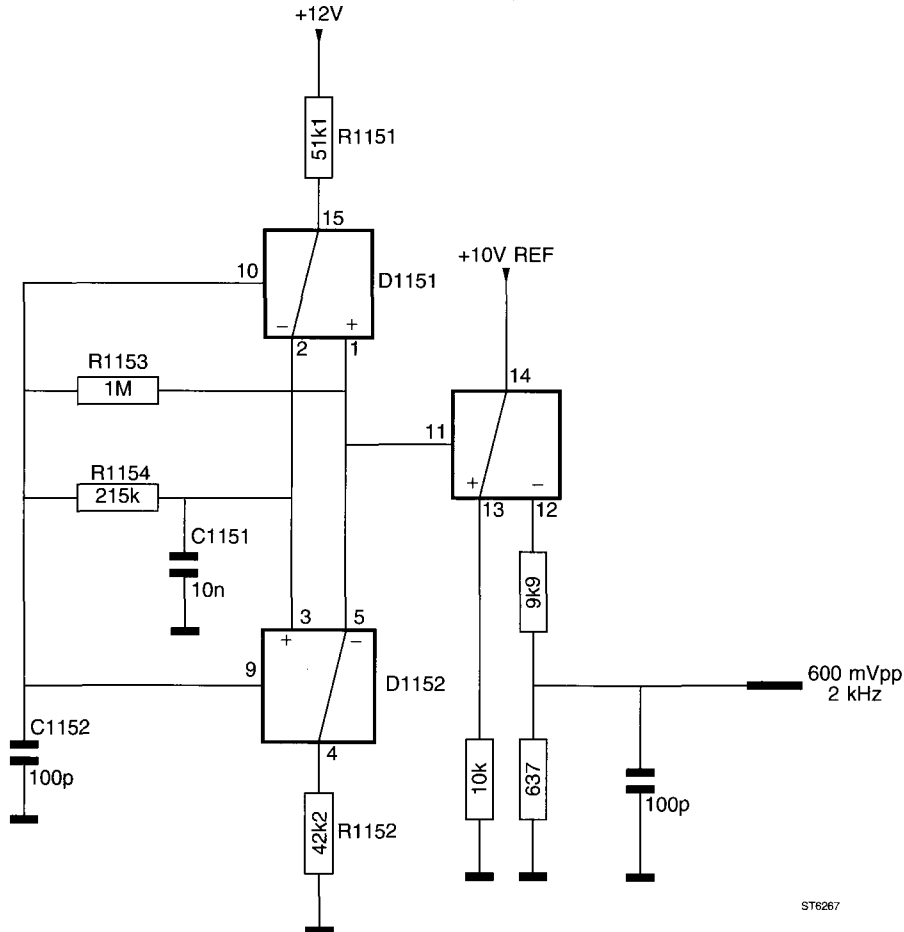 +12V
51k1
R1151
15
10
D1151
+10V REF
−
+
2
1
R1153
1M
14
11
R1154
215k
+
−
13
12
C1151
10n
9k9
3
5
+
−
9
D1152
600 mVpp
2 kHz
C1152
100p
4
10k
637
100p
42k2
R1152
ST6267